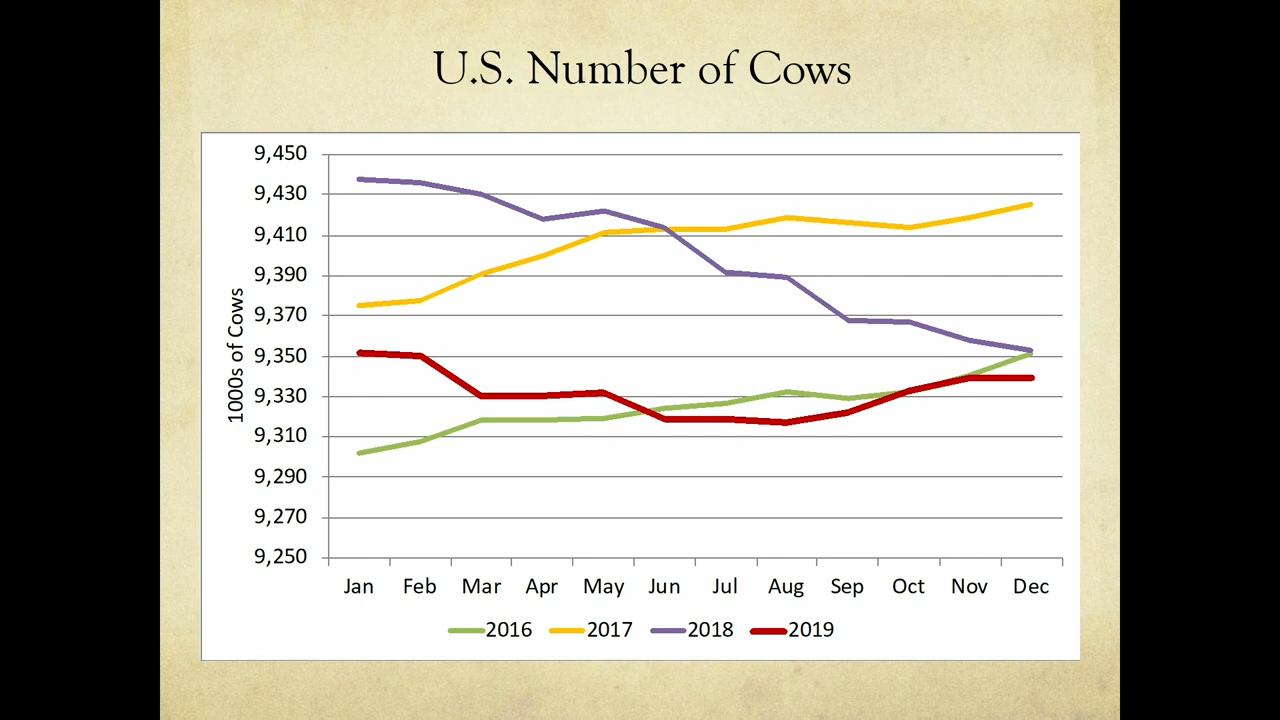 U.S. Number of Cows
1000s of Cows
9,450
9,430
9,410
9,390
9,370
9,350
9,330
9,310
9,290
9,270
9,250
Jan Feb Mar Apr May Jun Jul Aug Sep Oct Nov Dec
2016 2017 2018 2019